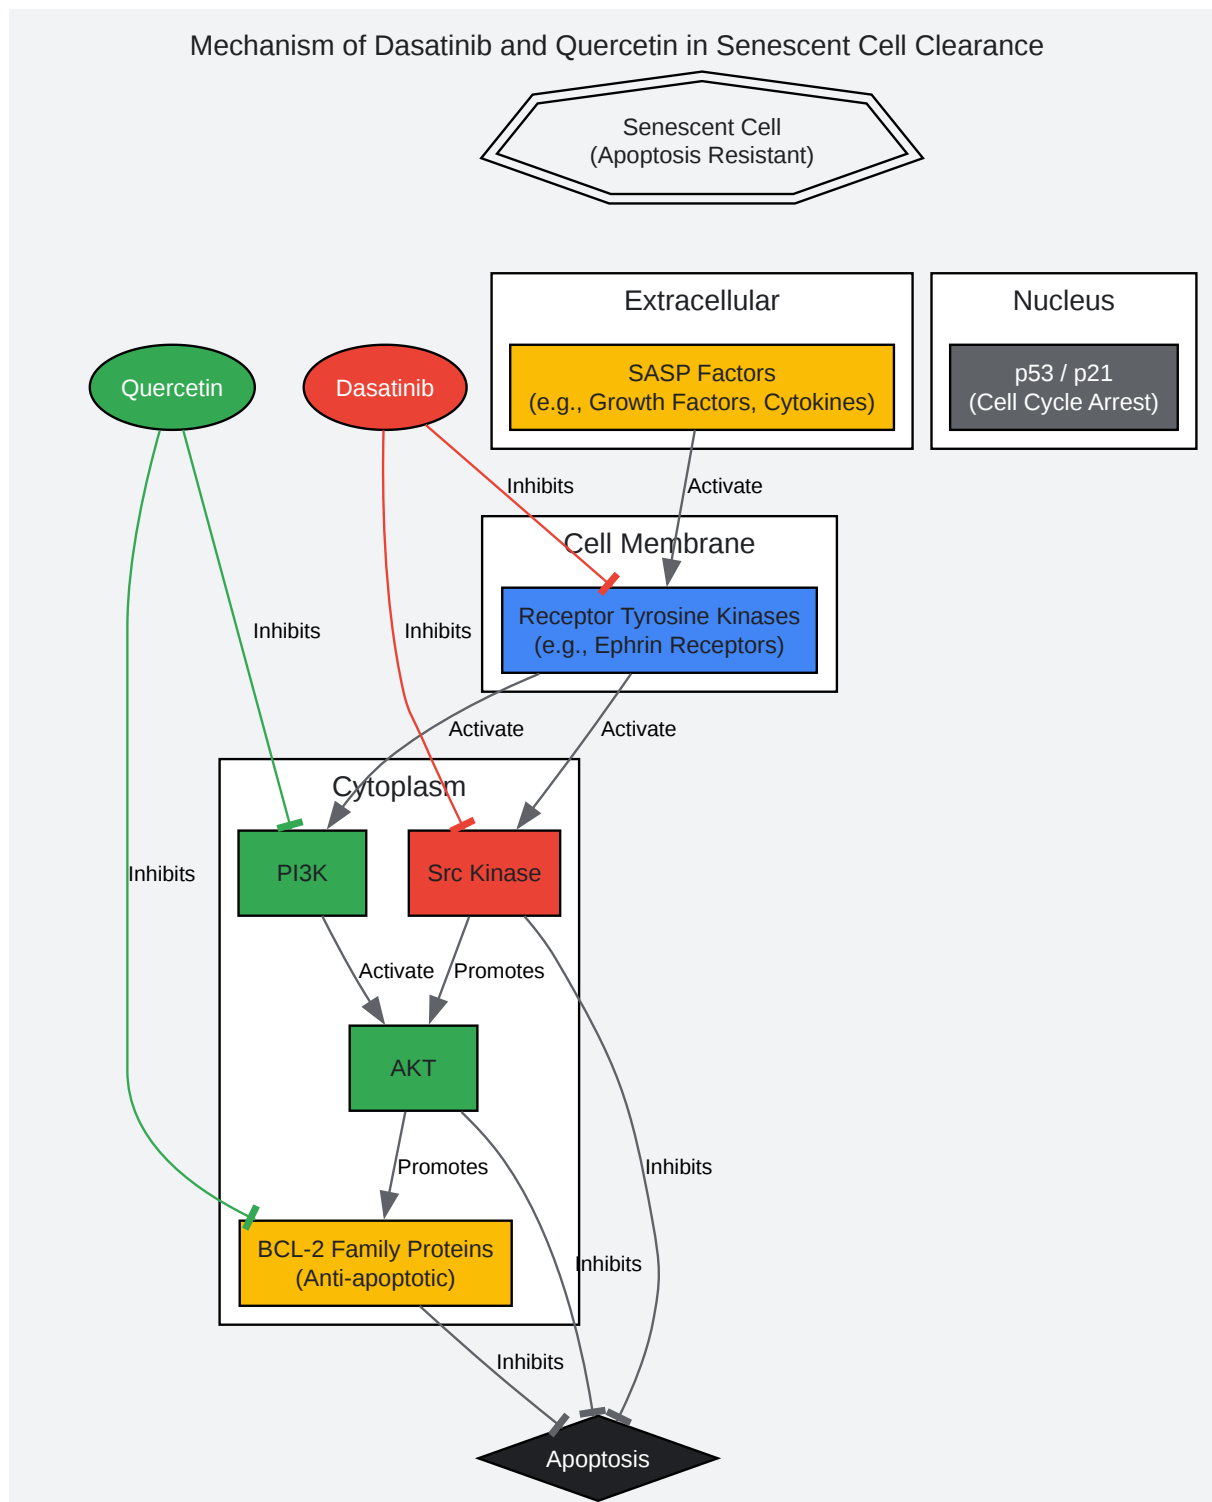 Mechanism of Dasatinib and Quercetin in Senescent Cell Clearance
Senescent Cell
(Apoptosis Resistant)
Extracellular
Nucleus
Quercetin
Dasatinib
SASP Factors
(e.g., Growth Factors, Cytokines)
p53 / p21
(Cell Cycle Arrest)
Inhibits
Activate
Cell Membrane
Receptor Tyrosine Kinases
(e.g., Ephrin Receptors)
Inhibits
Inhibits
Activate
Activate
Cytoplasm
PI3K
Src Kinase
Inhibits
Activate
Promotes
AKT
Promotes
Inhibits
BCL-2 Family Proteins
(Anti-apoptotic)
Inhibits
Inhibits
Apoptosis